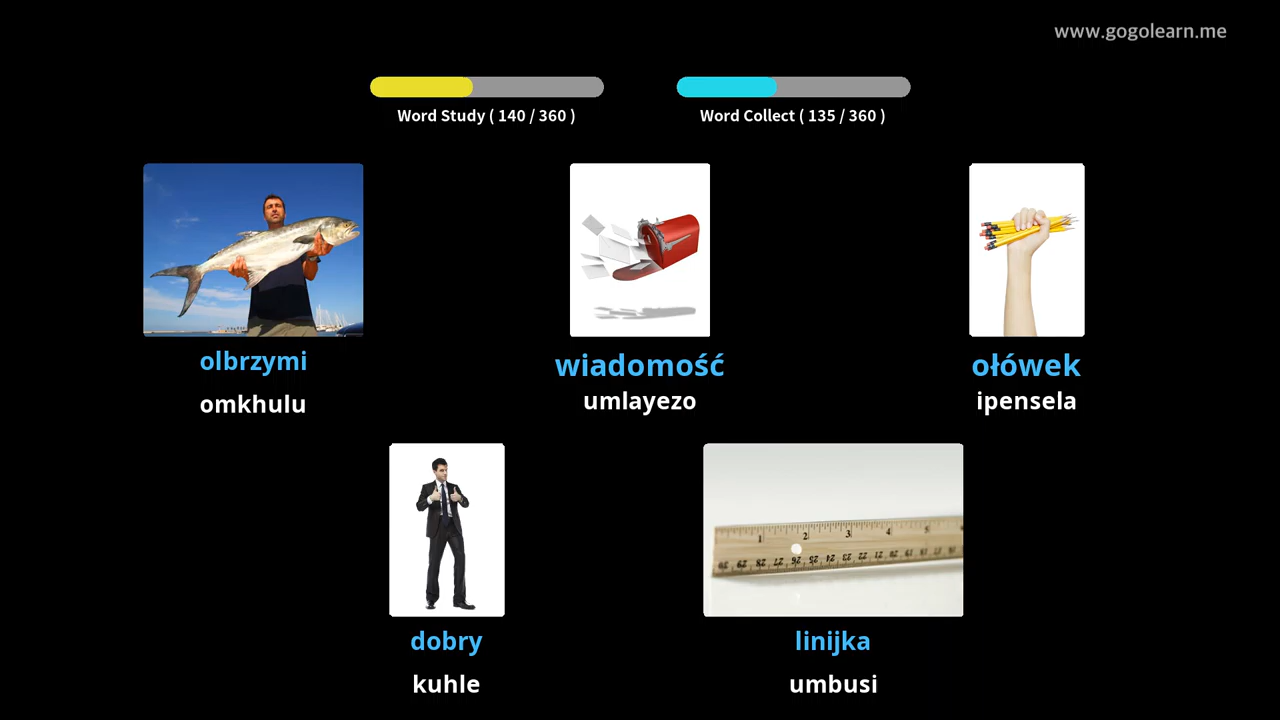 www.gogolearn.me
Word Study ( 140 / 360 )
Word Collect ( 135 / 360 )
olbrzymi
omkhulu
wiadomość
umlayezo
ołówek
ipensela
dobry
kuhle
linijka
umbusi